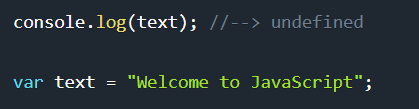 console.log(text); //--> undefined
var text = "Welcome to JavaScript";